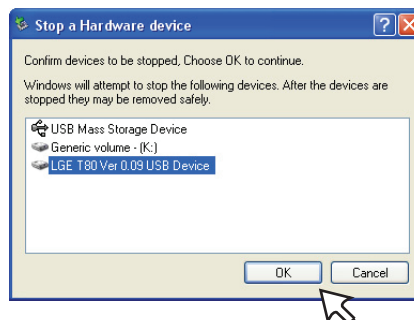 Stop a Hardware device
Confirm devices to be stopped, Choose OK to continue.
Windows will attempt to stop the following devices. After the devices are
stopped they may be removed safely.
USB Mass Storage Device
Generic volume - (K:)
LGE T80 Ver 0.09 USB Device
OK Cancel